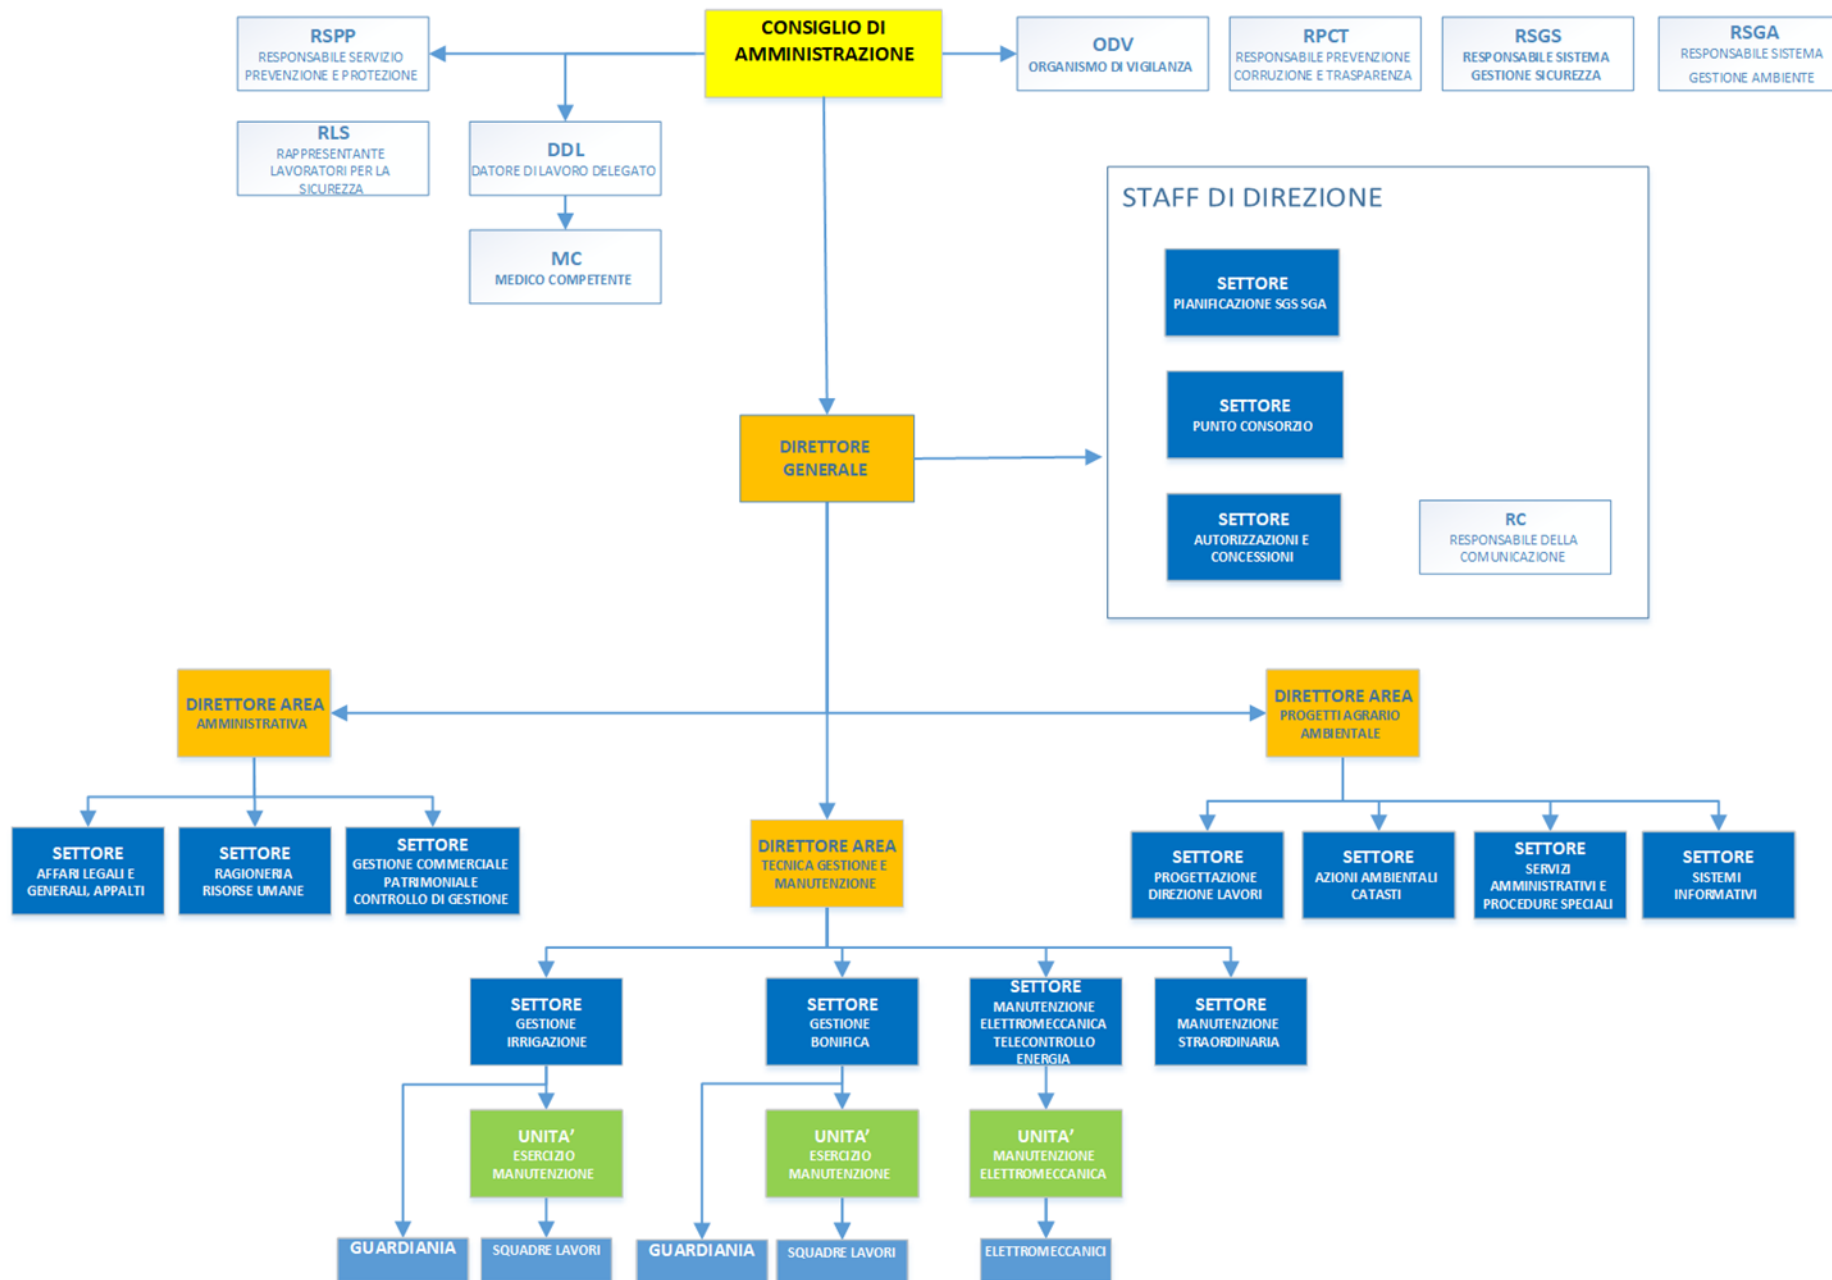 CONSIGLIO DI
AMMINISTRAZIONE
RSPP
RESPONSABILE SERVIZIO
PREVENZIONE E PROTEZIONE
ODV
ORGANISMO DI VIGILANZA
RPCT
RESPONSABILE PREVENZIONE
CORRUZIONE E TRASPARENZA
RSGS
RESPONSABILE SISTEMA
GESTIONE SICUREZZA
RSGA
RESPONSABILE SISTEMA
GESTIONE AMBIENTE
RLS
RAPPRESENTANTE
LAVORATORI PER LA
SICUREZZA
DDL
DATORE DI LAVORO DELEGATO
MC
MEDICO COMPETENTE
STAFF DI DIREZIONE
SETTORE
PIANIFICAZIONE SGS SGA
SETTORE
PUNTO CONSORZIO
SETTORE
AUTORIZZAZIONI E
CONCESSIONI
RC
RESPONSABILE DELLA
COMUNICAZIONE
DIRETTORE
GENERALE
DIRETTORE AREA
AMMINISTRATIVA
DIRETTORE AREA
PROGETTI AGRARIO
AMBIENTALE
SETTORE
AFFARI LEGALI E
GENERALI, APPALTI
SETTORE
RAGIONERIA
RISORSE UMANE
SETTORE
GESTIONE COMMERCIALE
PATRIMONIALE
CONTROLLO DI GESTIONE
DIRETTORE AREA
TECNICA GESTIONE E
MANUTENZIONE
SETTORE
PROGETTAZIONE
DIREZIONE LAVORI
SETTORE
AZIONI AMBIENTALI
CATASTI
SETTORE
SERVIZI
AMMINISTRATIVI E
PROCEDURE SPECIALI
SETTORE
SISTEMI
INFORMATIVI
SETTORE
GESTIONE
IRRIGAZIONE
SETTORE
GESTIONE
BONIFICA
SETTORE
MANUTENZIONE
ELETTROMECCANICA
TELECONTROLLO
ENERGIA
SETTORE
MANUTENZIONE
STRAORDINARIA
UNITA'
ESERCIZIO
MANUTENZIONE
UNITA'
ESERCIZIO
MANUTENZIONE
UNITA'
MANUTENZIONE
ELETTROMECCANICA
GUARDIANIA
SQUADRE LAVORI
GUARDIANIA
SQUADRE LAVORI
ELETTROMECCANICI